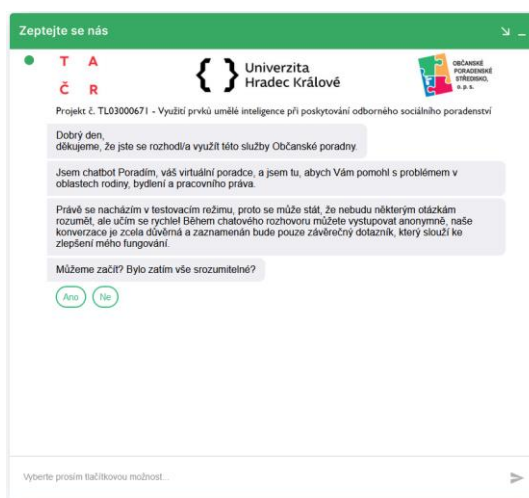 Zeptejte se nás
T A
Č R
{ } Univerzita
Hradec Králové
OBČANSKÉ
PORADENSKÉ
STŘEDISKO,
o.p.s.
Projekt č. TL03000671 - Využití prvků umělé inteligence při poskytování odborného sociálního poradenství
Dobrý den,
děkujeme, že jste se rozhodl/a využít této služby Občanské poradny.
Jsem chatbot Poradím, váš virtuální poradce, a jsem tu, abych Vám pomohl s problémem v
oblastech rodiny, bydlení a pracovního práva.
Právě se nacházím v testovacím režimu, proto se může stát, že nebudu některým otázkám
rozumět, ale učím se rychle! Během chatového rozhovoru můžete vystupovat anonymně, naše
konverzace je zcela důvěrná a zaznamenán bude pouze závěrečný dotazník, který slouží ke
zlepšení mého fungování.
Můžeme začít? Bylo zatím vše srozumitelné?
Ano Ne
Vyberte prosím tlačítkovou možnost...